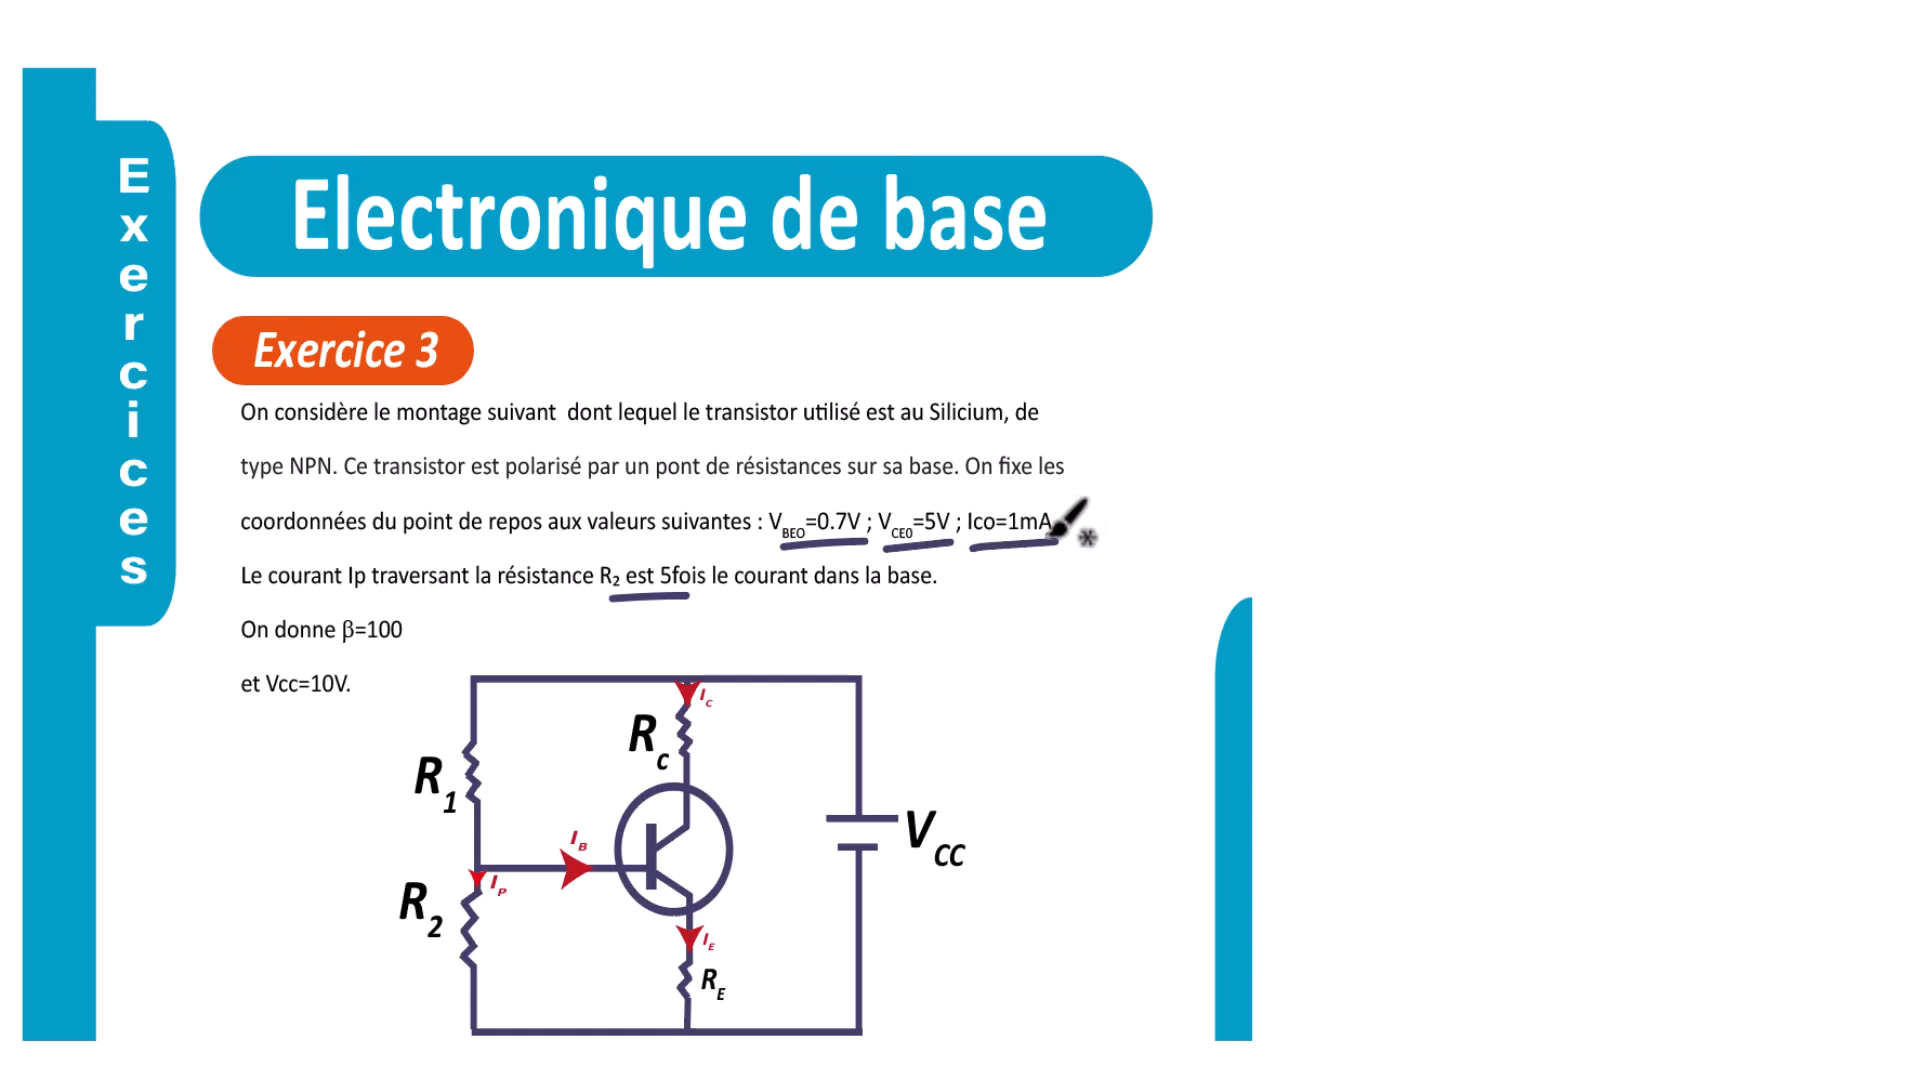 Exercices
Electronique de base
Exercice 3
On considère le montage suivant dont lequel le transistor utilisé est au Silicium, de
type NPN. Ce transistor est polarisé par un pont de résistances sur sa base. On fixe les
coordonnées du point de repos aux valeurs suivantes : VBEO=0.7V ; VCE0=5V ; Ico=1mA
Le courant Ip traversant la résistance R₂ est 5fois le courant dans la base.
On donne β=100
et Vcc=10V.
IC
RC
R1
IB
VCC
IP
R2
IE
RE